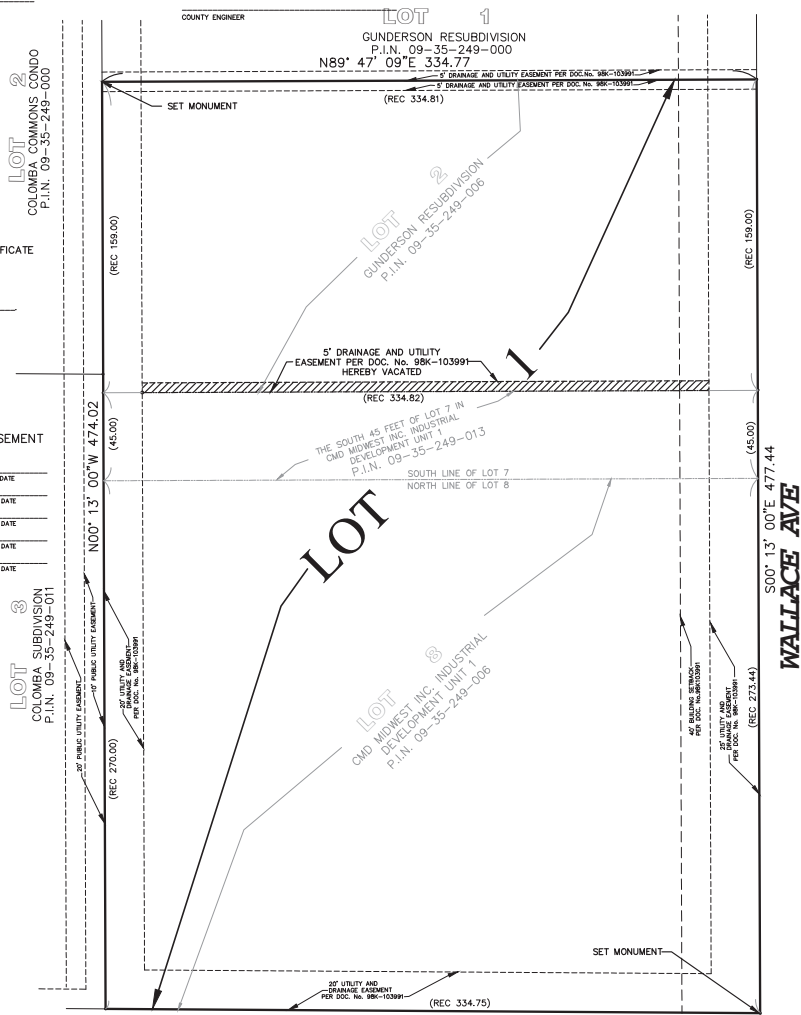 COUNTY ENGINEER
LOT 1
GUNDERSON RESUBDIVISION
P.I.N. 09-35-249-000
N89° 47' 09"E 334.77
5' DRAINAGE AND UTILITY EASEMENT PER DOC.No. 98K-103991
5' DRAINAGE AND UTILITY EASEMENT PER DOC.No. 98K-103991
(REC 334.81)
SET MONUMENT
LOT 2
COLOMBA COMMONS CONDO
P.I.N. 09-35-249-000
FICATE
(REC 159.00)
LOT 2
GUNDERSON RESUBDIVISION
P.I.N. 09-35-249-006
(REC 159.00)
5' DRAINAGE AND UTILITY
EASEMENT PER DOC. No. 98K-103991
HEREBY VACATED
LOT 1
(REC 334.82)
N00° 13' 00"W 474.02
(45.00)
THE SOUTH 45 FEET OF LOT 7 IN
CMD MIDWEST INC. INDUSTRIAL
DEVELOPMENT UNIT 1
P.I.N. 09-35-249-013
(45.00)
SOUTH LINE OF LOT 7
NORTH LINE OF LOT 8
S00° 13' 00"E 477.44
WALLACE AVE
SEMENT
DATE
DATE
DATE
DATE
DATE
LOT 3
COLOMBA SUBDIVISION
P.I.N. 09-35-249-011
20' PUBLIC UTILITY EASEMENT
10' PUBLIC UTILITY EASEMENT
20' UTILITY AND
DRAINAGE EASEMENT
PER DOC. No. 98K-103991
(REC 270.00)
LOT 8
CMD MIDWEST INC. INDUSTRIAL
DEVELOPMENT UNIT 1
P.I.N. 09-35-249-006
40' BUILDING SETBACK
PER DOC. No.98K103991
25' UTILITY AND
DRAINAGE EASEMENT
PER DOC. No. 98K-103991
(REC 273.44)
SET MONUMENT
20' UTILITY AND
DRAINAGE EASEMENT
PER DOC. No. 98K-103991
(REC 334.75)